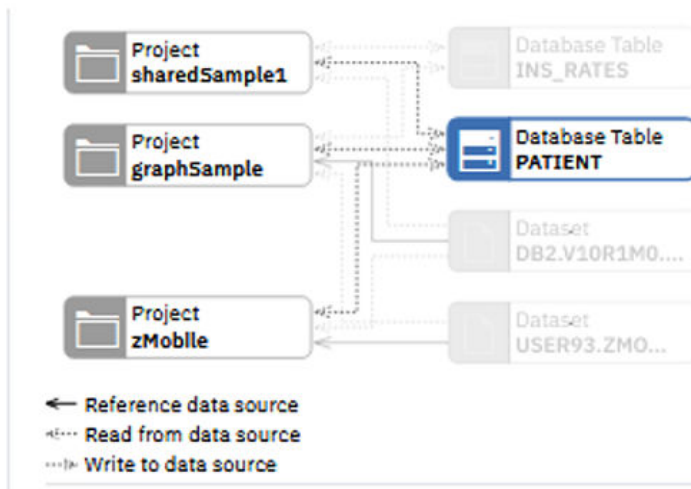 Project
sharedSample1
Database Table
INS_RATES
Project
graphSample
Database Table
PATIENT
Dataset
DB2.V10R1M0....
Project
zMobile
Dataset
USER93.ZMO...
Reference data source
Read from data source
Write to data source